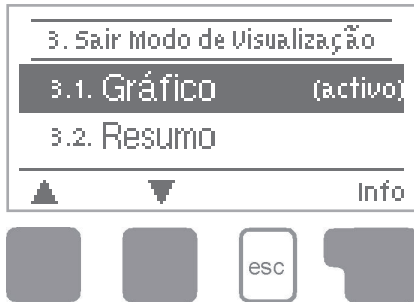 3. Sair Modo de Visualização
3.1. Gráfico (activo)
3.2. Resumo
Info
esc